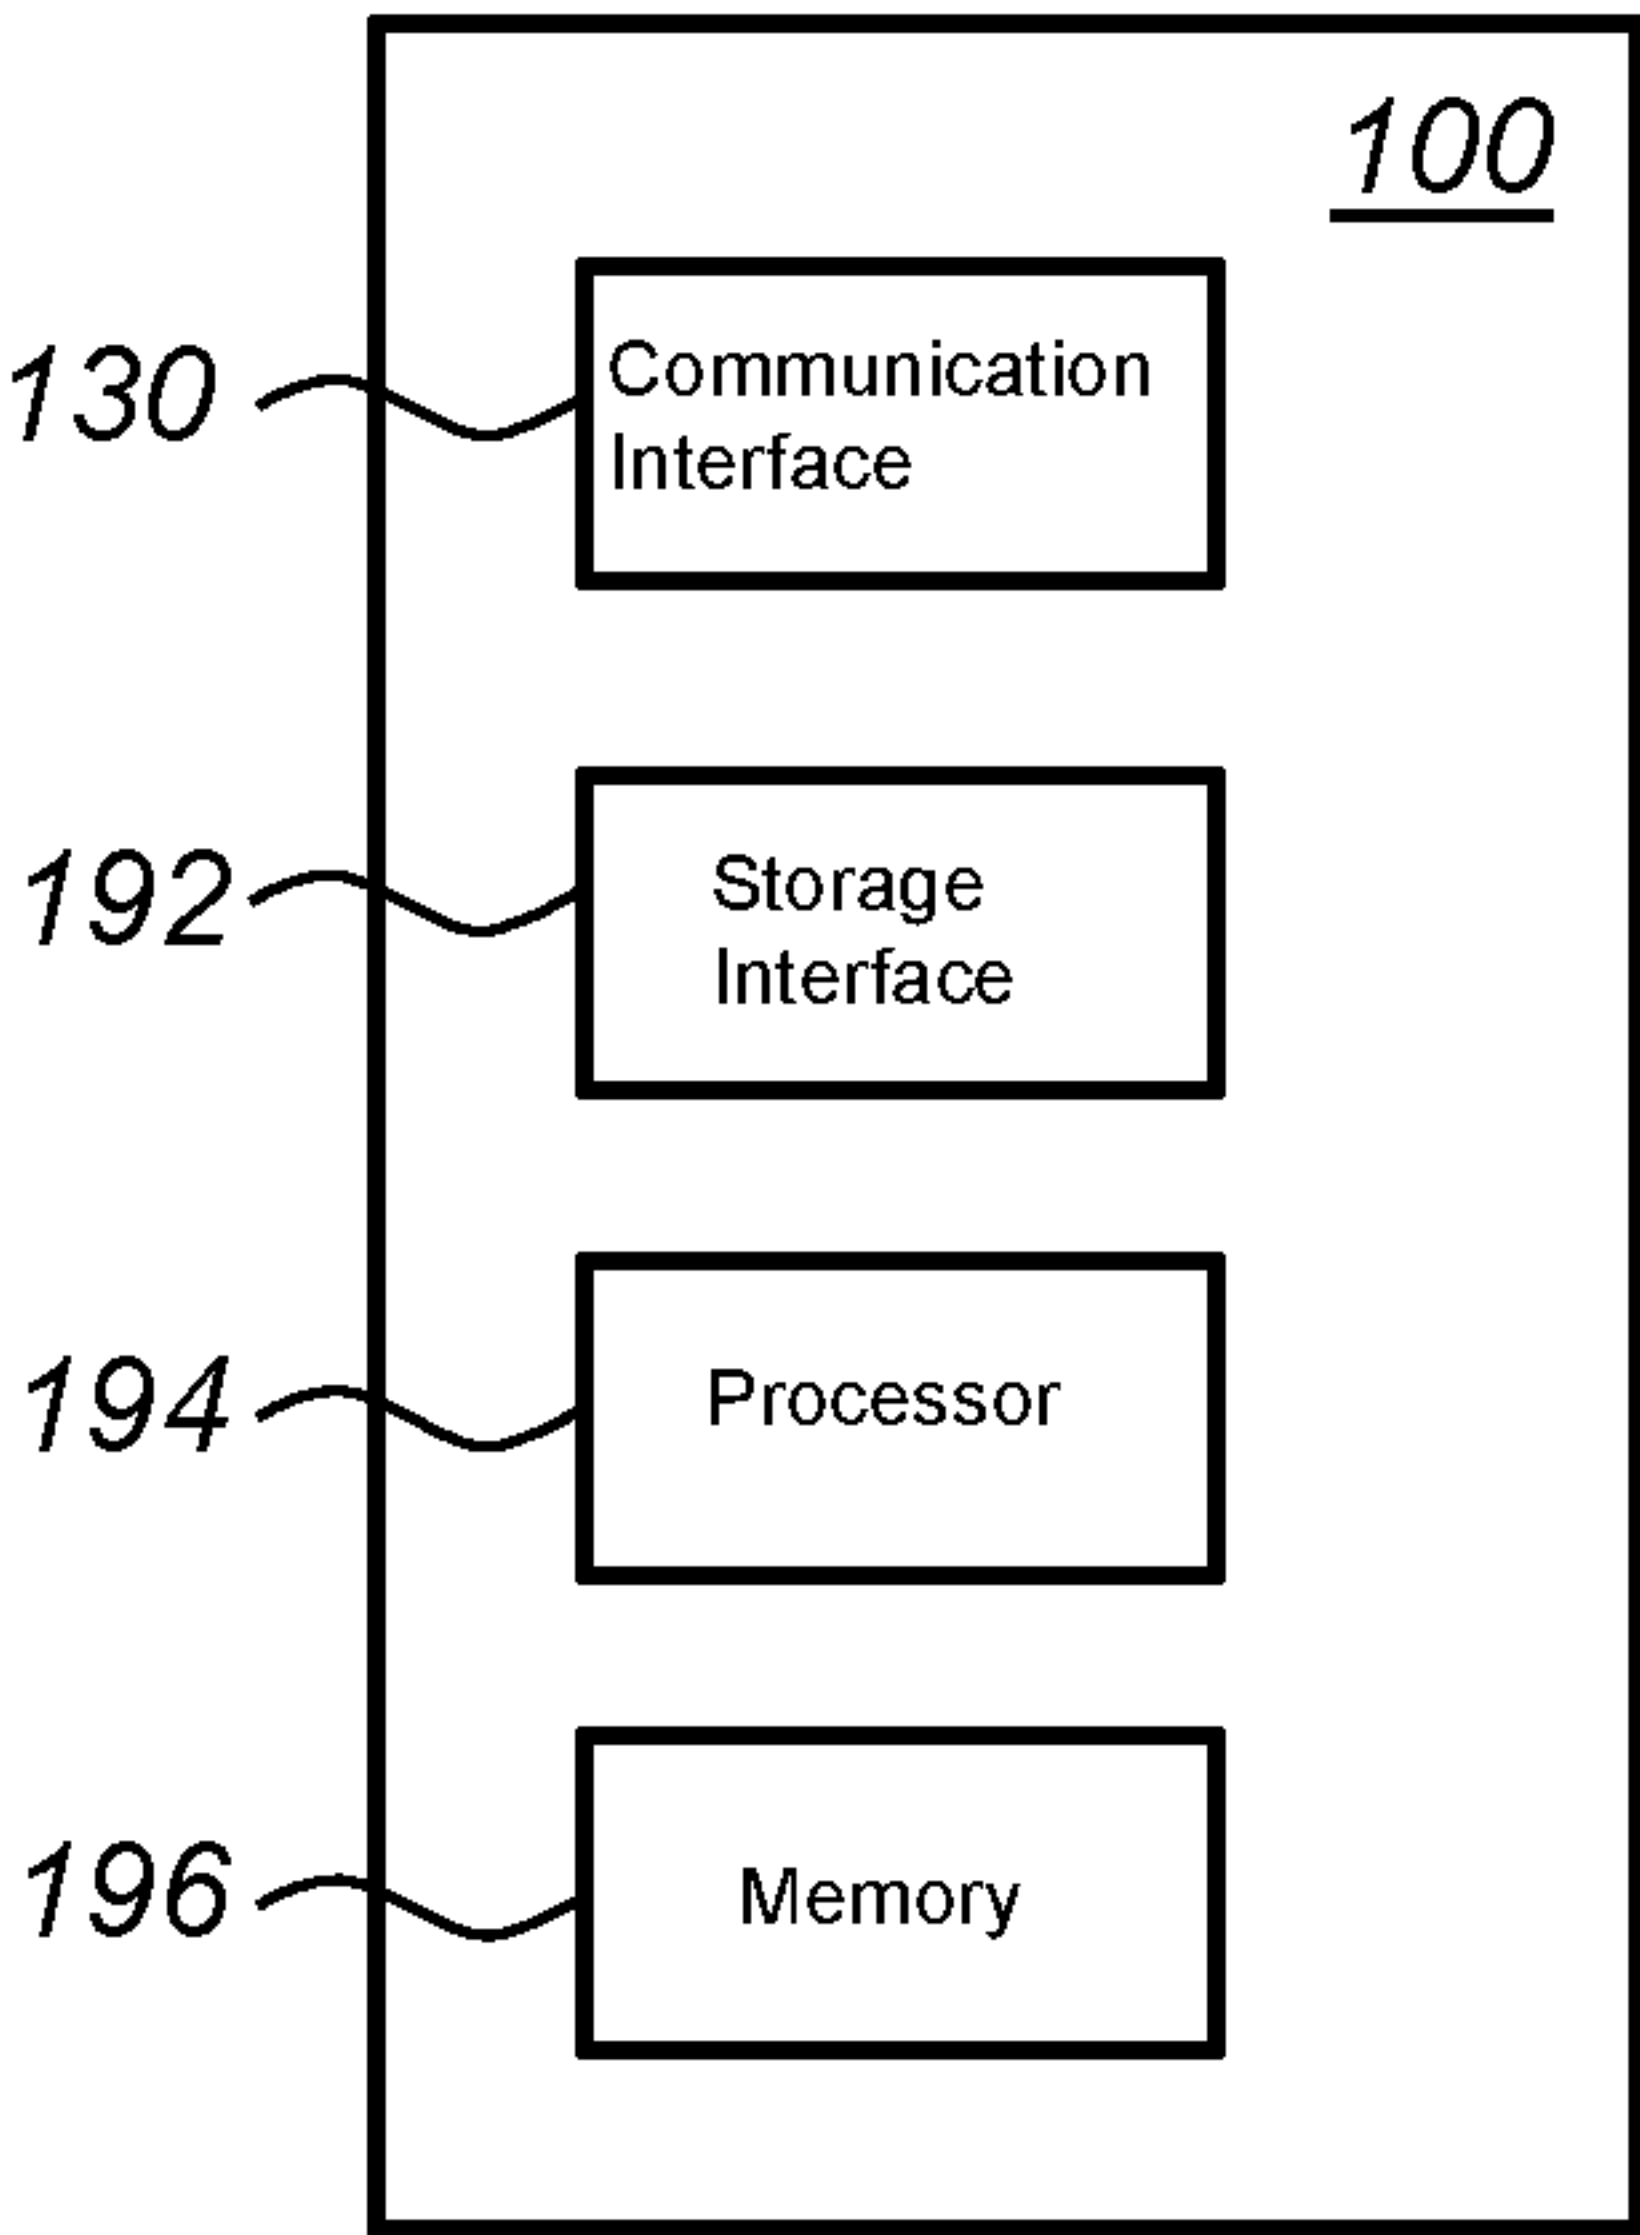 100
130
Communication
Interface
192
Storage
Interface
194
Processor
196
Memory